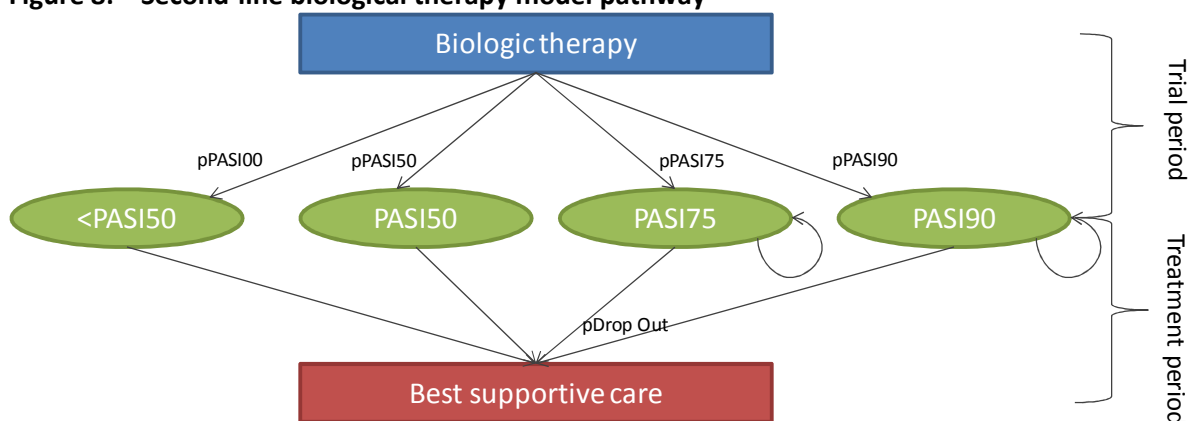 Figure 8. Second-line biological therapy model pathway
Biologic therapy
Trial period
pPASI00
pPASI50
pPASI75
pPASI90
<PASI50
PASI50
PASI75
PASI90
Treatment period
pDrop Out
Best supportive care